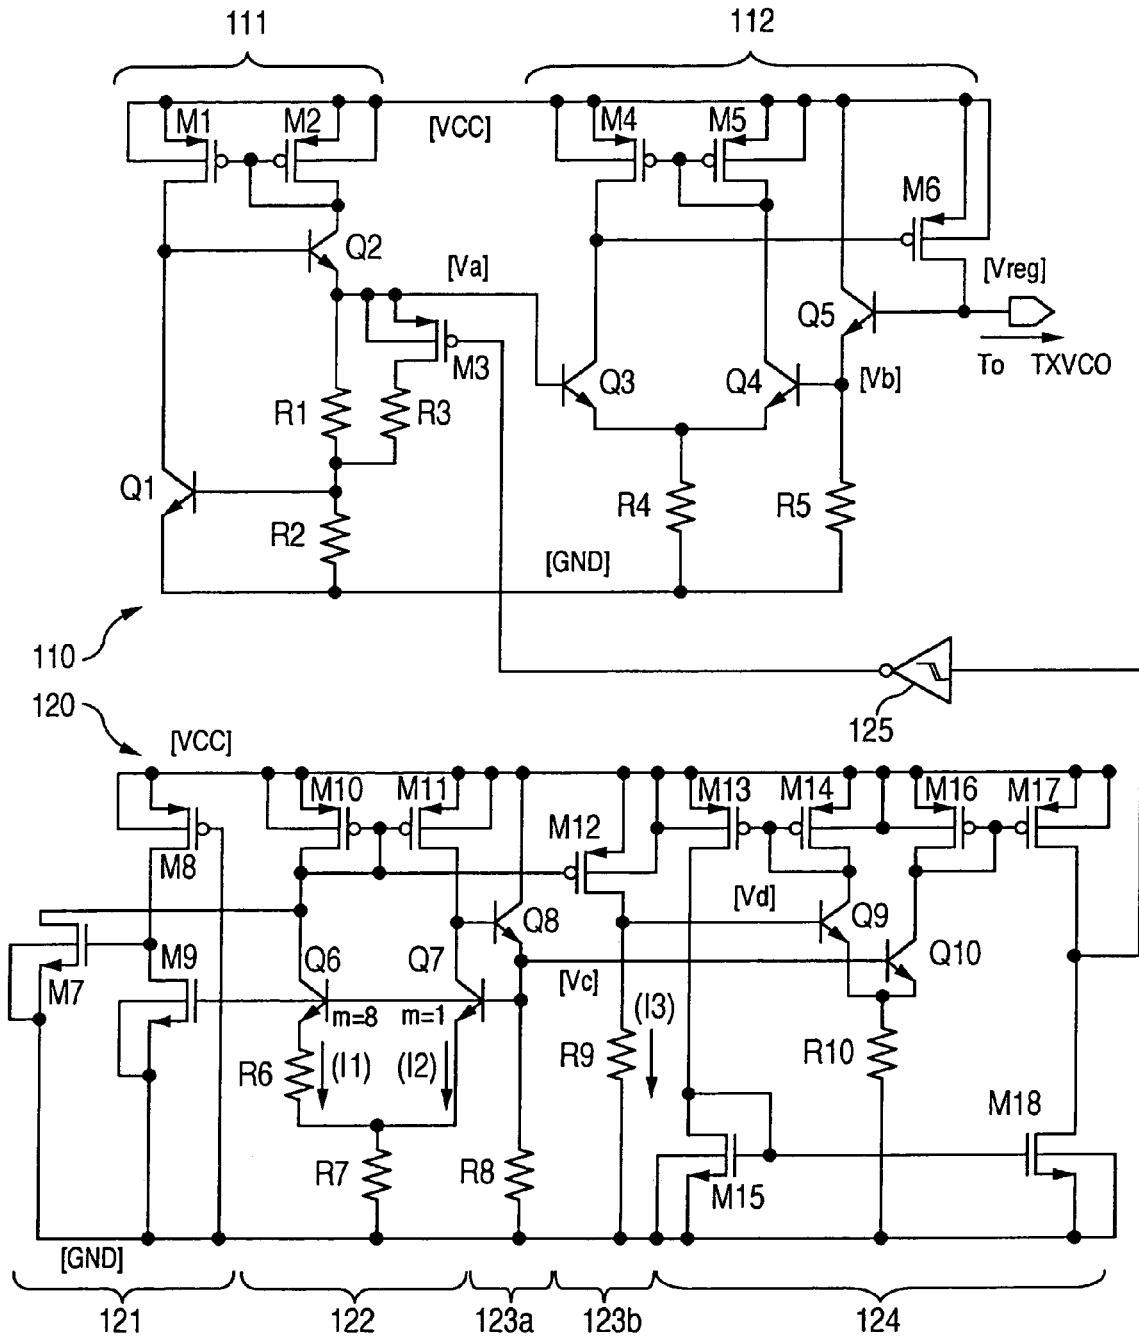 111
112
M1
M2
[VCC]
M4
M5
M6
Q2
[Va]
[Vreg]
Q5
To TXVCO
M3
Q3
Q4
[Vb]
R1
R3
Q1
R2
R4
R5
[GND]
110
120
125
[VCC]
M10
M11
M13
M14
M16
M17
M8
M12
[Vd]
Q9
Q8
M9
Q6
Q7
[Vc]
Q10
M7
m=8
m=1
(I3)
R6
(I1)
(I2)
R9
R10
M18
R7
R8
M15
[GND]
121
122
123a
123b
124